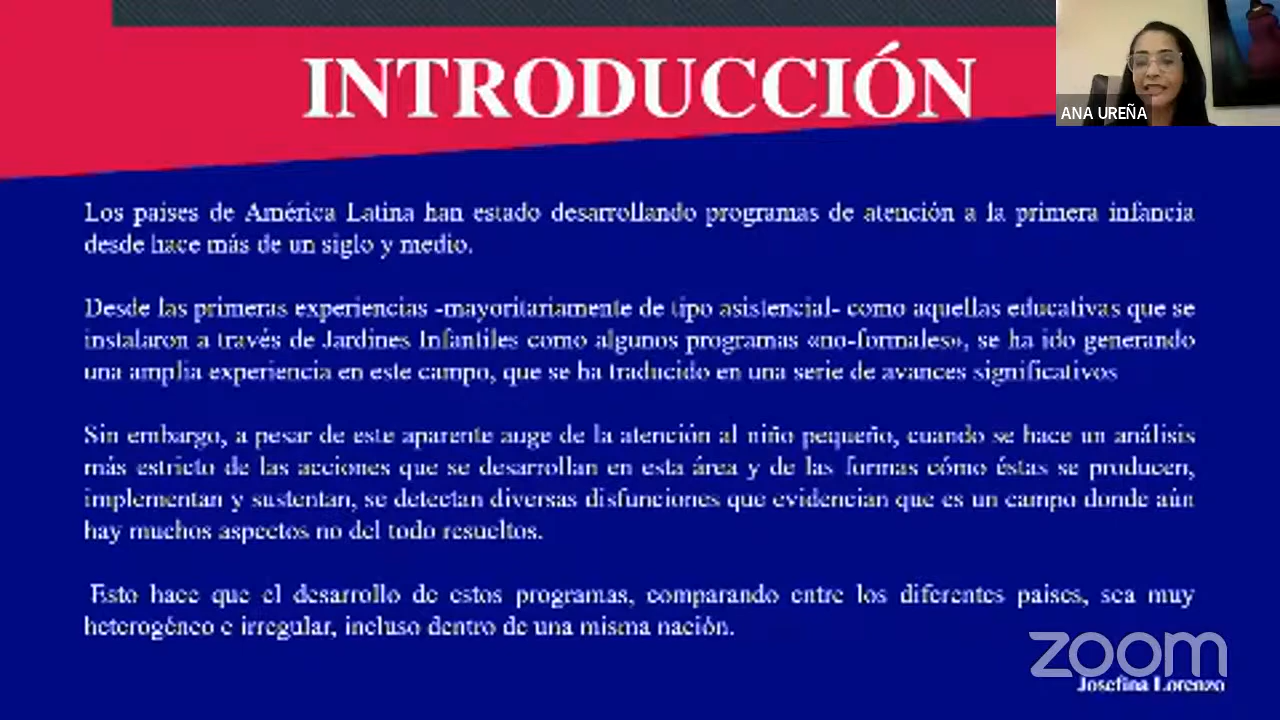 INTRODUCCIÓN
ANA UREÑA
Los países de América Latina han estado desarrollando programas de atención a la primera infancia
desde hace más de un siglo y medio.
Desde las primeras experiencias -mayoritariamente de tipo asistencial- como aquellas educativas que se
instalaron a través de Jardines Infantiles como algunos programas «no-formales», se ha ido generando
una amplia experiencia en este campo, que se ha traducido en una serie de avances significativos
Sin embargo, a pesar de este aparente auge de la atención al niño pequeño, cuando se hace un análisis
más estricto de las acciones que se desarrollan en esta área y de las formas cómo éstas se producen,
implementan y sustentan, se detectan diversas disfunciones que evidencian que es un campo donde aún
hay muchos aspectos no del todo resueltos.
Esto hace que el desarrollo de estos programas, comparando entre los diferentes países, sea muy
heterogéneo e irregular, incluso dentro de una misma nación.
zoom
Josefina Lorenzo